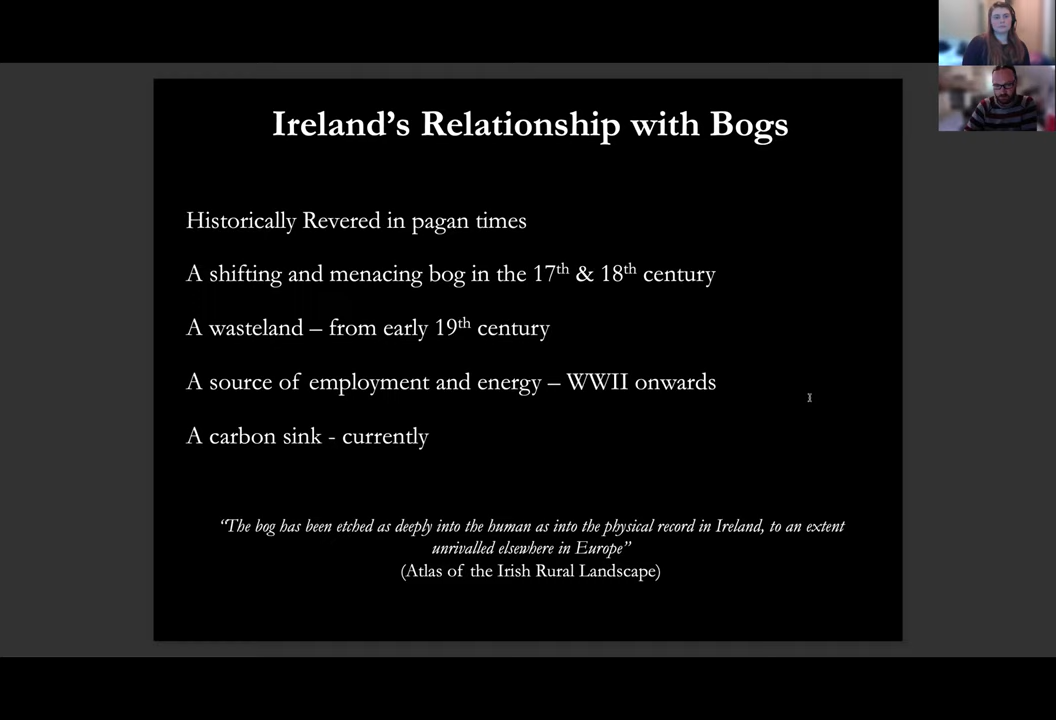 Ireland’s Relationship with Bogs
Historically Revered in pagan times
A shifting and menacing bog in the 17th & 18th century
A wasteland – from early 19th century
A source of employment and energy – WWII onwards
A carbon sink - currently
“The bog has been etched as deeply into the human as into the physical record in Ireland, to an extent
unrivalled elsewhere in Europe”
(Atlas of the Irish Rural Landscape)